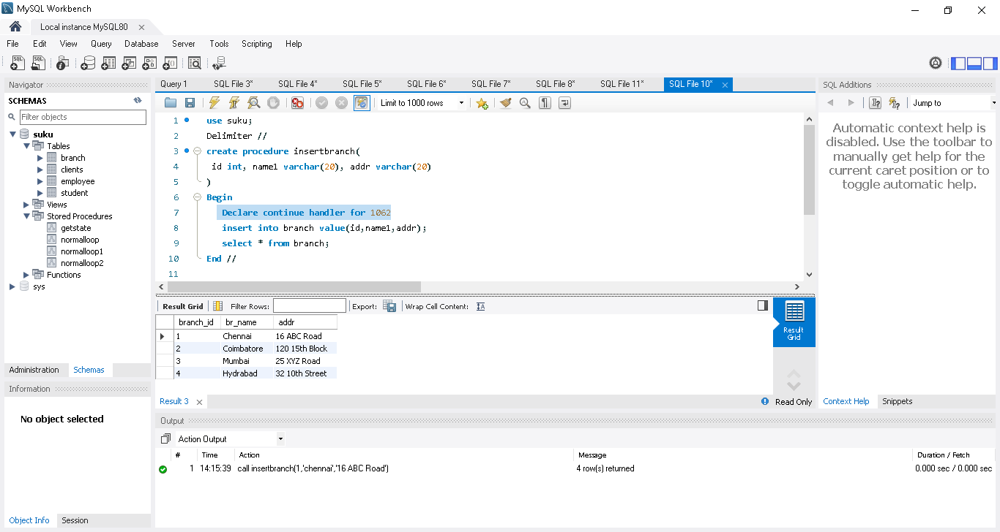 MySQL Workbench
Local instance MySQL80
File Edit View Query Database Server Tools Scripting Help
Navigator
SCHEMAS
Filter objects
suku
Tables
branch
clients
employee
student
Views
Stored Procedures
getstate
normalloop
normalloop1
normalloop2
Functions
sys
Administration Schemas
Information
No object selected
Object Info Session
Query 1 SQL File 3* SQL File 4* SQL File 5* SQL File 6* SQL File 7* SQL File 8* SQL File 11* SQL File 10*
Limit to 1000 rows
1 use suku;
2 Delimiter //
3 create procedure insertbranch(
4 id int, name1 varchar(20), addr varchar(20)
5 )
6 Begin
7 Declare continue handler for 1062
8 insert into branch value(id,name1,addr);
9 select * from branch;
10 End //
11
Result Grid Filter Rows: Export: Wrap Cell Content:
branch_id br_name addr
1 Chennai 16 ABC Road
2 Coimbatore 120 15th Block
3 Mumbai 25 XYZ Road
4 Hydrabad 32 10th Street
Result
Grid
Result 3 Read Only
Output
Action Output
# Time Action Message Duration / Fetch
1 14:15:39 call insertbranch(1,'chennai','16 ABC Road') 4 row(s) returned 0.000 sec / 0.000 sec
SQL Additions
Jump to
Automatic context help is
disabled. Use the toolbar to
manually get help for the
current caret position or to
toggle automatic help.
Context Help Snippets